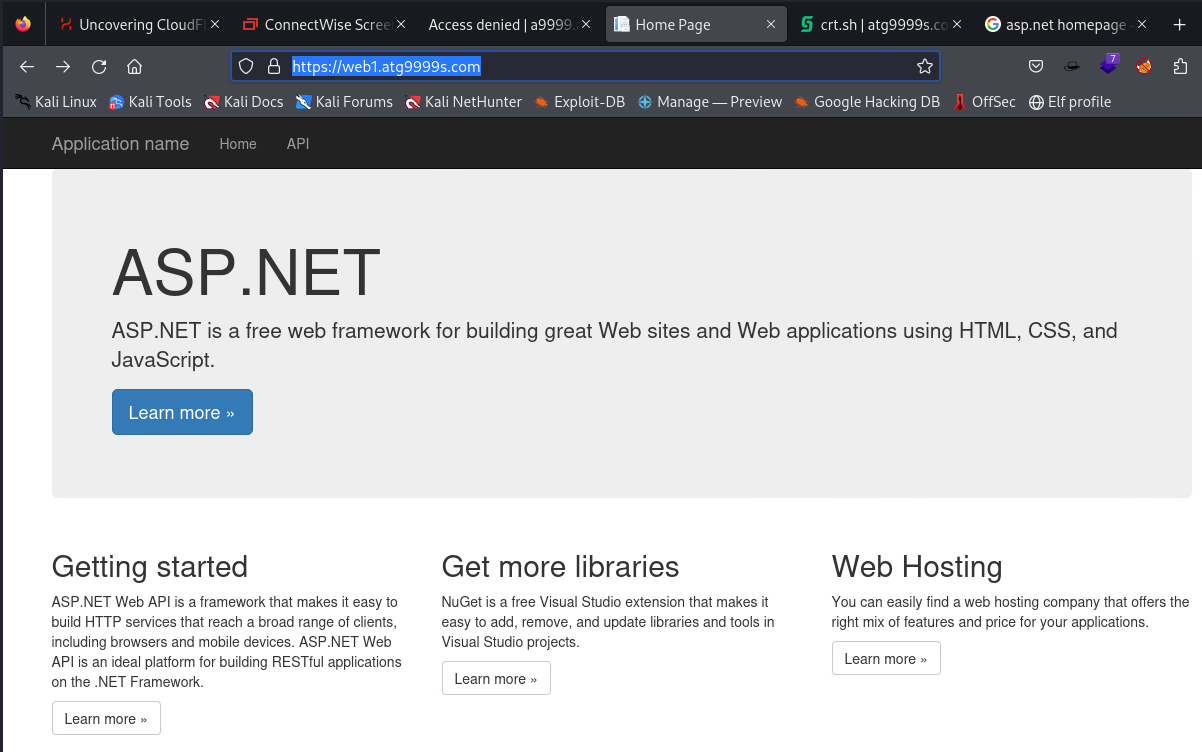 Uncovering CloudFl
ConnectWise Scree
Access denied | a9999.
Home Page
crt.sh | atg9999s.co
asp.net homepage -
https://web1.atg9999s.com
7
Kali Linux
Kali Tools
Kali Docs
Kali Forums
Kali NetHunter
Exploit-DB
Manage — Preview
Google Hacking DB
OffSec
Elf profile
Application name
Home
API
ASP.NET
ASP.NET is a free web framework for building great Web sites and Web applications using HTML, CSS, and
JavaScript.
Learn more »
Getting started
ASP.NET Web API is a framework that makes it easy to
build HTTP services that reach a broad range of clients,
including browsers and mobile devices. ASP.NET Web
API is an ideal platform for building RESTful applications
on the .NET Framework.
Learn more »
Get more libraries
NuGet is a free Visual Studio extension that makes it
easy to add, remove, and update libraries and tools in
Visual Studio projects.
Learn more »
Web Hosting
You can easily find a web hosting company that offers the
right mix of features and price for your applications.
Learn more »